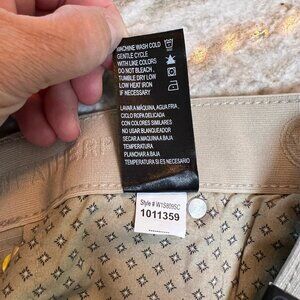 MACHINE WASH COLD
GENTLE CYCLE
WITH LIKE COLORS
DO NOT BLEACH,
TUMBLE DRY LOW
LOW HEAT IRON
IF NECESSARY
LAVAR A MAQUINA, AGUA FRIA,
CICLO ROPA DELICADA
CON COLORES SIMILARES
NO USAR BLANQUEADOR
SECAR A MAQUINA A BAJA
TEMPERATURA
PLANCHAR A BAJA
TEMPERATURA SI ES NECESARIO
Style # W1S809SC
1011359